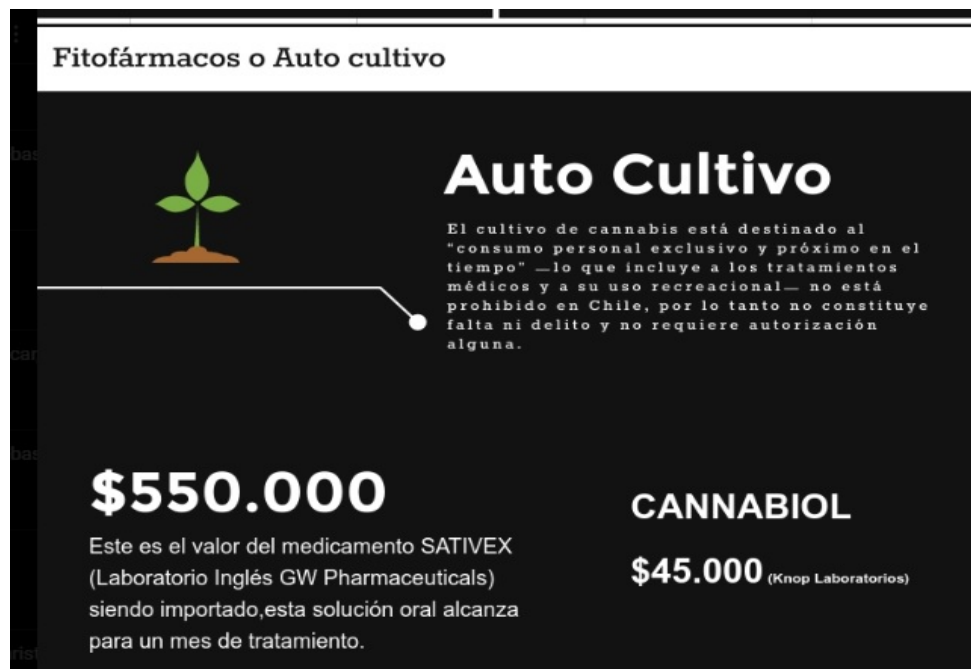 Fitofármacos o Auto cultivo
Auto Cultivo
El cultivo de cannabis está destinado al
“consumo personal exclusivo y próximo en el
tiempo” —lo que incluye a los tratamientos
médicos y a su uso recreacional— no está
prohibido en Chile, por lo tanto no constituye
falta ni delito y no requiere autorización
alguna.
$550.000
Este es el valor del medicamento SATIVEX
(Laboratorio Inglés GW Pharmaceuticals)
siendo importado,esta solución oral alcanza
para un mes de tratamiento.
CANNABIOL
$45.000 (Knop Laboratorios)